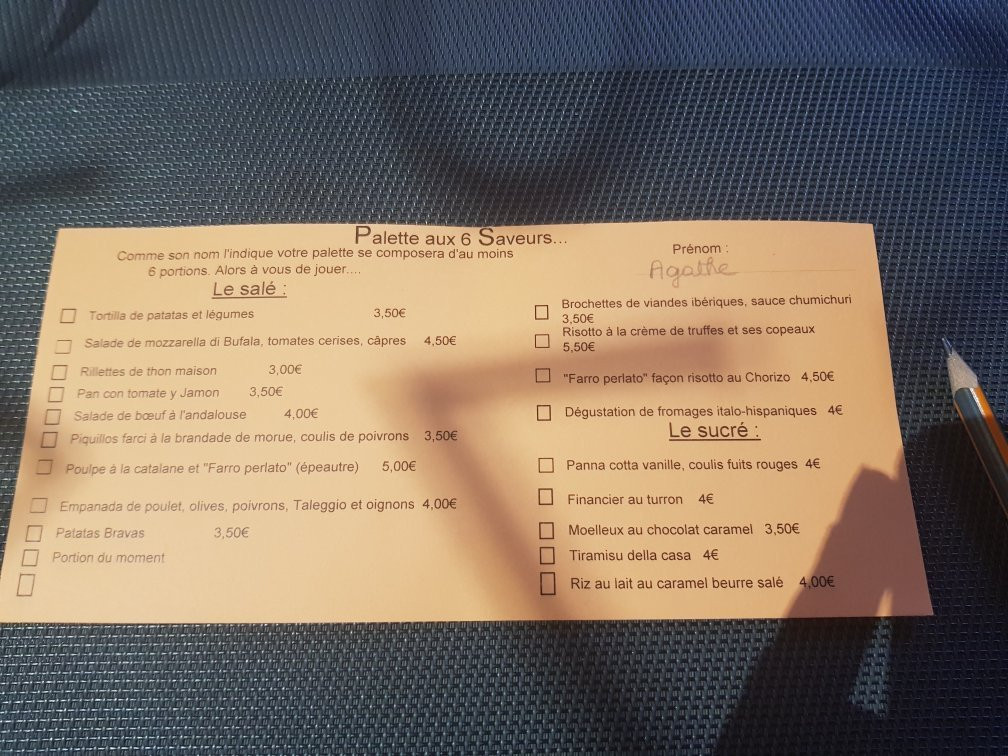 Palette aux 6 Saveurs...
Comme son nom l'indique votre palette se composera d'au moins
6 portions. Alors à vous de jouer....
Prénom :
Agathe
Le salé :
Tortilla de patatas et légumes 3,50€
Salade de mozzarella di Bufala, tomates cerises, câpres 4,50€
Rillettes de thon maison 3,00€
Pan con tomate y Jamon 3,50€
Salade de bœuf à l'andalouse 4,00€
Piquillos farci à la brandade de morue, coulis de poivrons 3,50€
Poulpe à la catalane et "Farro perlato" (épeautre) 5,00€
Empanada de poulet, olives, poivrons, Taleggio et oignons 4,00€
Patatas Bravas 3,50€
Portion du moment
Brochettes de viandes ibériques, sauce chumichuri
3,50€
Risotto à la crème de truffes et ses copeaux
5,50€
"Farro perlato" façon risotto au Chorizo 4,50€
Dégustation de fromages italo-hispaniques 4€
Le sucré :
Panna cotta vanille, coulis fuits rouges 4€
Financier au turron 4€
Moelleux au chocolat caramel 3,50€
Tiramisu della casa 4€
Riz au lait au caramel beurre salé 4,00€